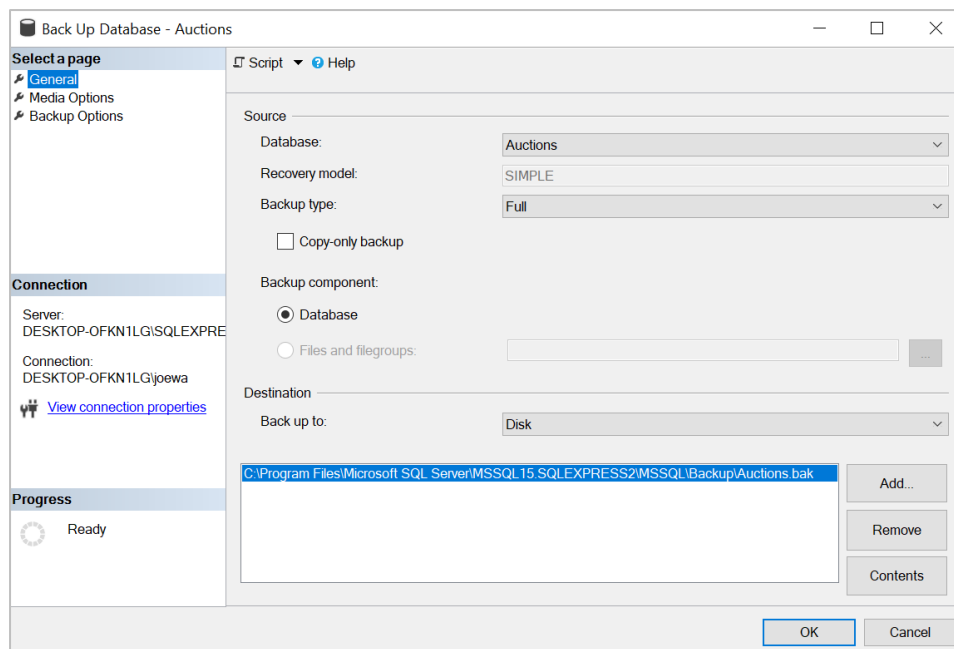 Back Up Database - Auctions
Select a page
General
Media Options
Backup Options
Script
Help
Source
Database:
Auctions
Recovery model:
SIMPLE
Backup type:
Full
Copy-only backup
Backup component:
Database
Files and filegroups:
...
Destination
Back up to:
Disk
C:\Program Files\Microsoft SQL Server\MSSQL15.SQLEXPRESS2\MSSQL\Backup\Auctions.bak
Add...
Remove
Contents
Connection
Server:
DESKTOP-OFKN1LG\SQLEXPRE
Connection:
DESKTOP-OFKN1LG\joewa
View connection properties
Progress
Ready
OK
Cancel